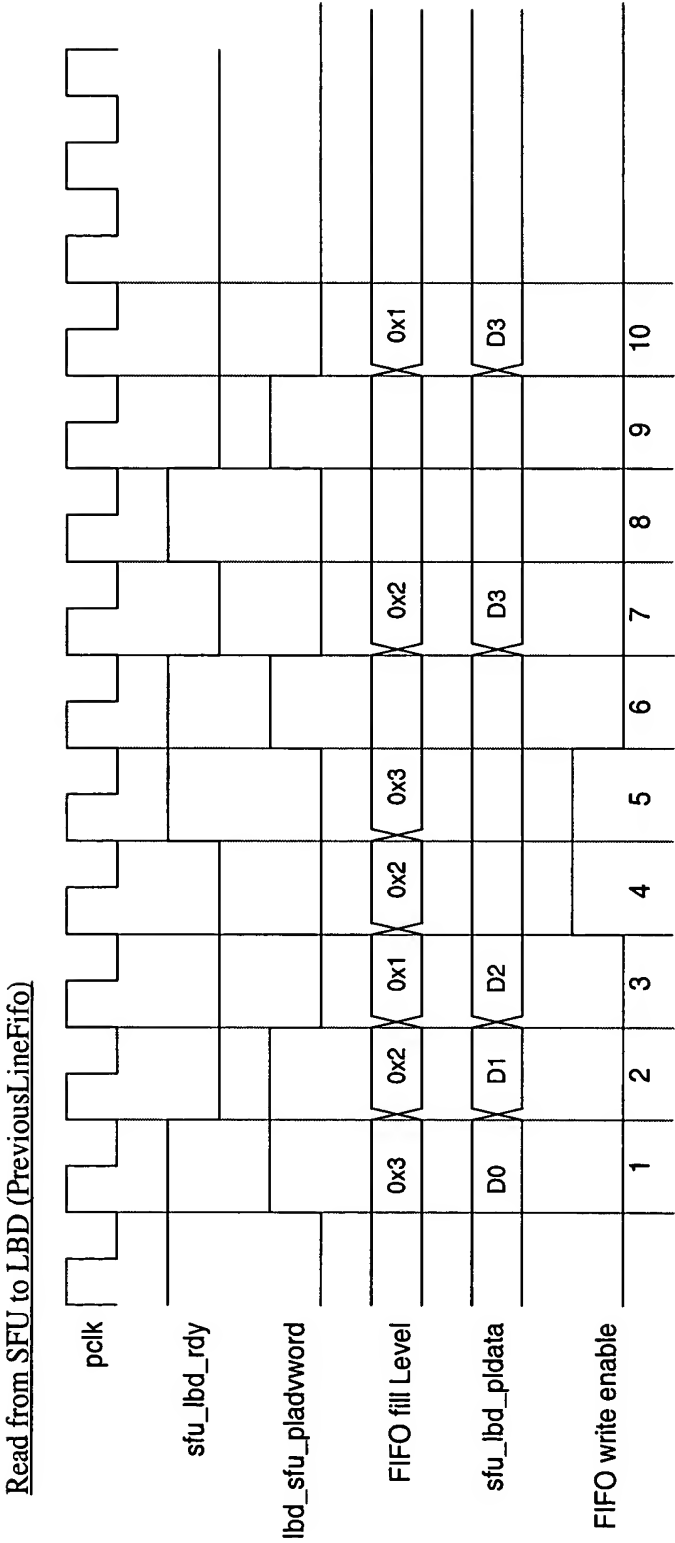 Read from SFU to LBD (PreviousLineFifo)
pclk
sfu_lbd_rdy
lbd_sfu_pladvword
FIFO fill Level 0x3 0x2 0x1 0x2 0x3 0x2 0x1
sfu_lbd_pldata D0 D1 D2 D3 D3
FIFO write enable
1 2 3 4 5 6 7 8 9 10